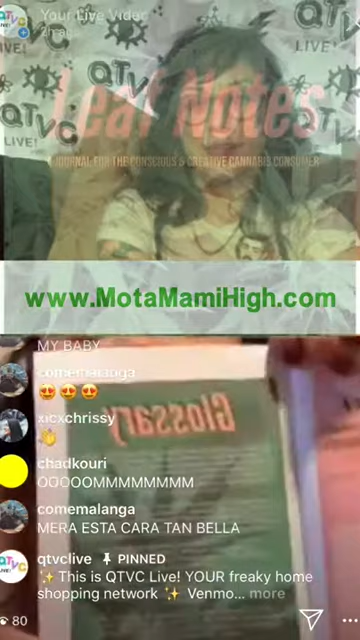 Your Live Video
2h ago
QTVC
LIVE!
Leaf Notes
A JOURNAL FOR THE CONSCIOUS & CREATIVE CANNABIS CONSUMER
www.MotaMamiHigh.com
MY BABY
comemalanga
😍😍😍
xicxchrissy
👏
Glossary
chadkouri
OOOOOMMMMMMMM
comemalanga
MERA ESTA CARA TAN BELLA
qtvclive PINNED
✨ This is QTVC Live! YOUR freaky home
shopping network ✨ Venmo... more
80